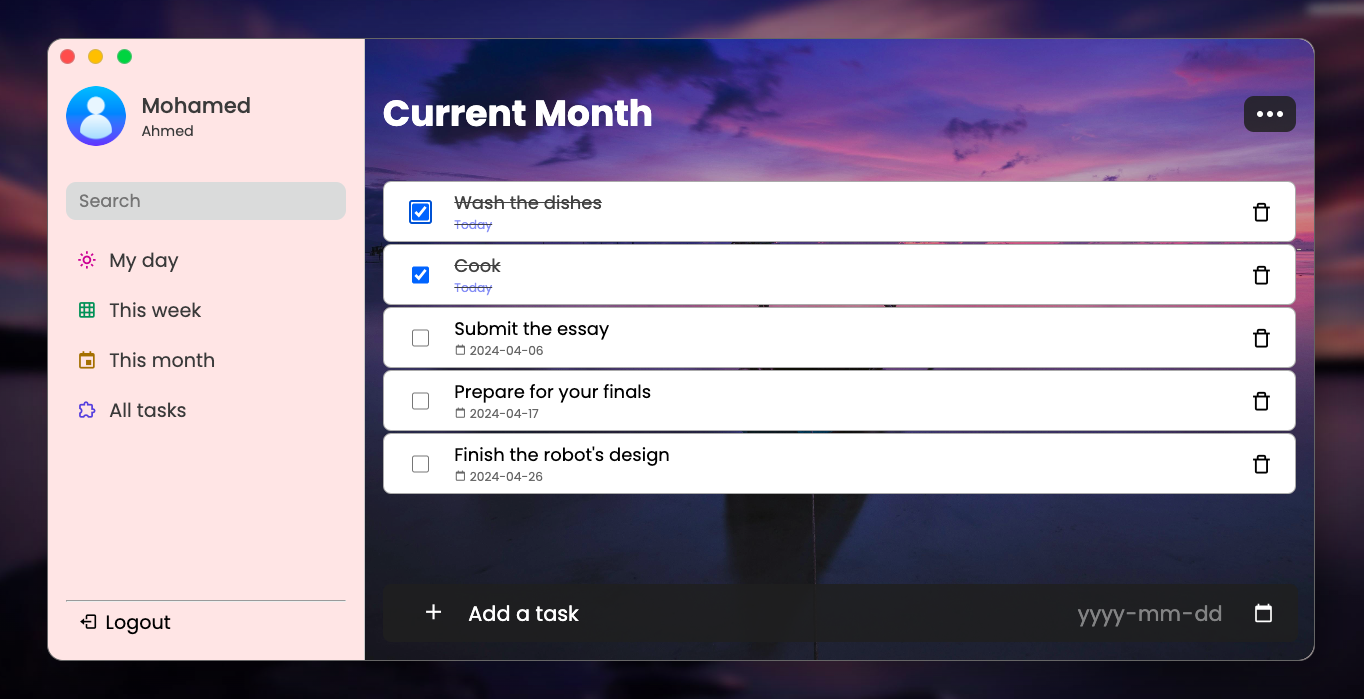 Mohamed
Ahmed
Search
My day
This week
This month
All tasks
Logout
Current Month
Wash the dishes
Today
Cook
Today
Submit the essay
2024-04-06
Prepare for your finals
2024-04-17
Finish the robot's design
2024-04-26
Add a task yyyy-mm-dd